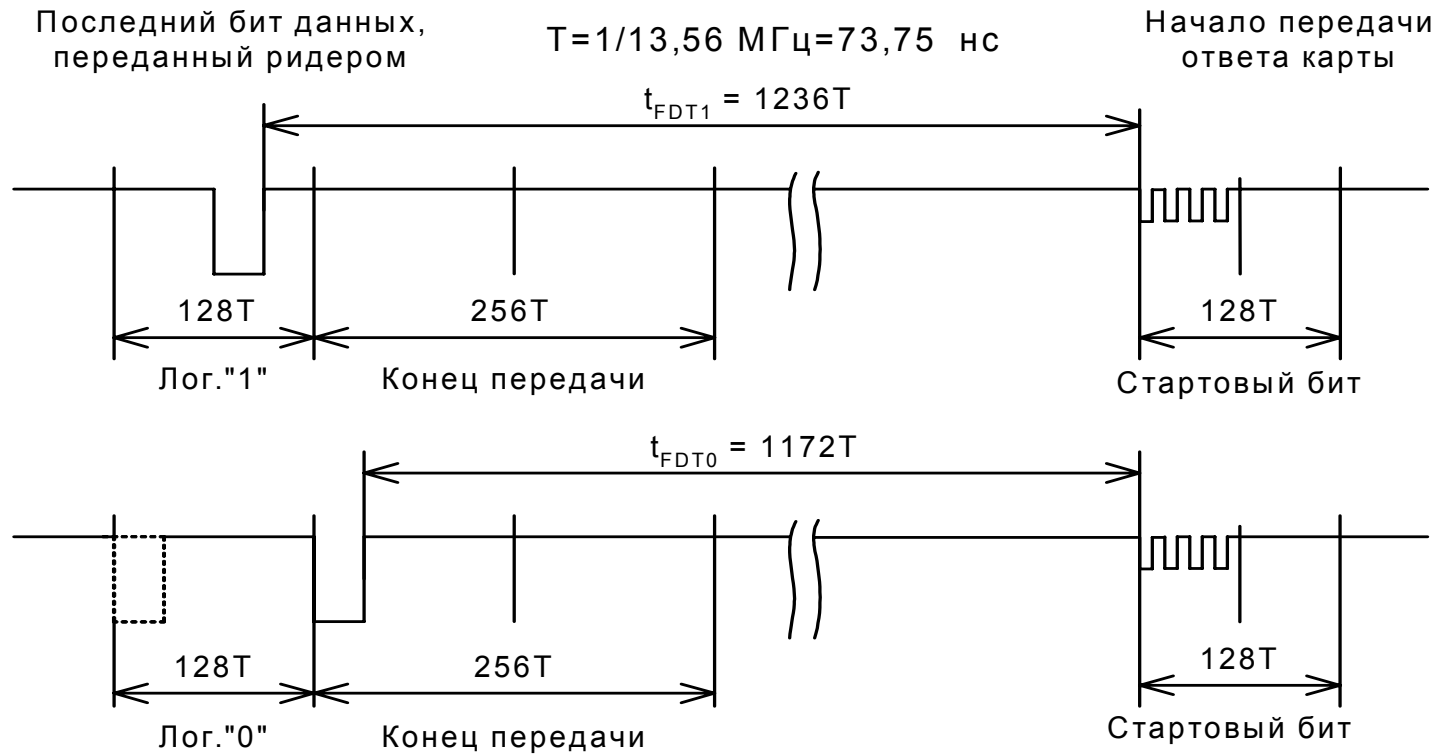 Последний бит данных,
переданный ридером
T=1/13,56 МГц=73,75 нс
Начало передачи
ответа карты
tFDT1 = 1236T
128T
256T
128T
Лог."1"
Конец передачи
Стартовый бит
tFDT0 = 1172T
128T
256T
128T
Лог."0"
Конец передачи
Стартовый бит